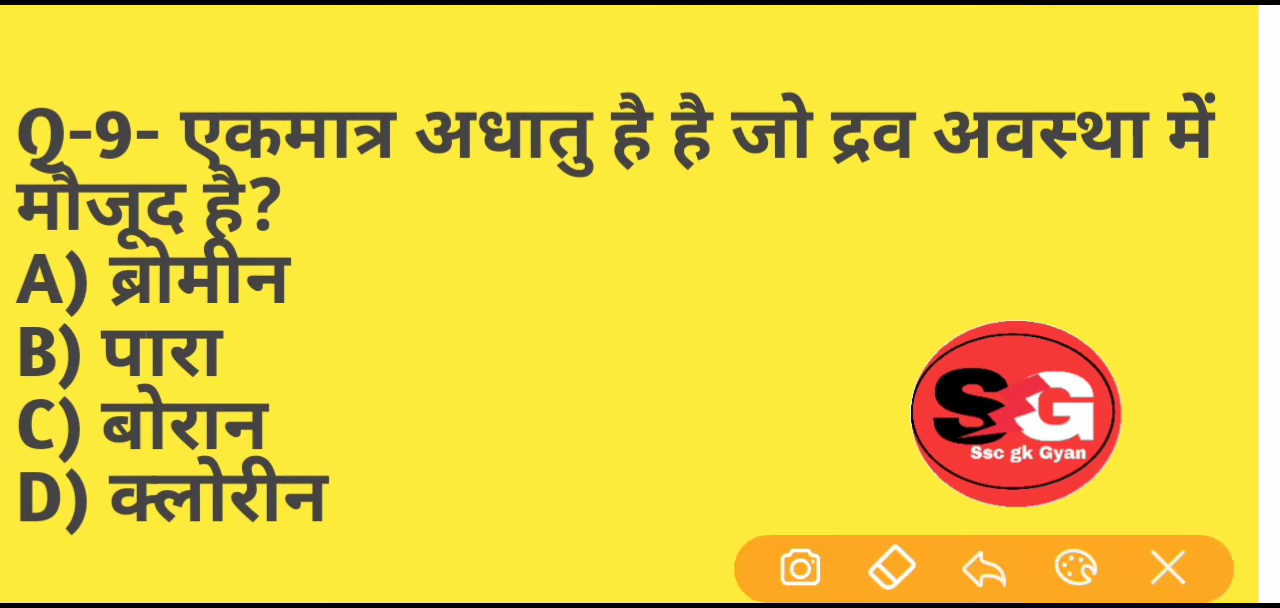 Q-9- एकमात्र अधातु है है जो द्रव अवस्था में
मौजूद है?
A) ब्रोमीन
B) पारा
C) बोरान
D) क्लोरीन
SG
Ssc gk Gyan